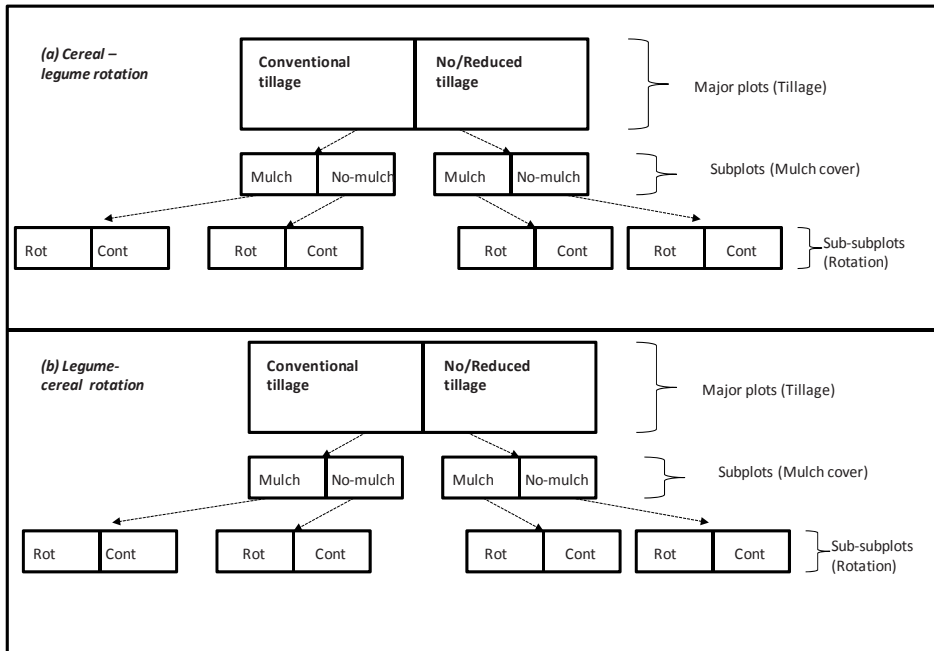 (a) Cereal –
legume rotation
Conventional
tillage
No/Reduced
tillage
Major plots (Tillage)
Mulch
No-mulch
Mulch
No-mulch
Subplots (Mulch cover)
Rot
Cont
Rot
Cont
Rot
Cont
Rot
Cont
Sub-subplots
(Rotation)
(b) Legume-
cereal rotation
Conventional
tillage
No/Reduced
tillage
Major plots (Tillage)
Mulch
No-mulch
Mulch
No-mulch
Subplots (Mulch cover)
Rot
Cont
Rot
Cont
Rot
Cont
Rot
Cont
Sub-subplots
(Rotation)